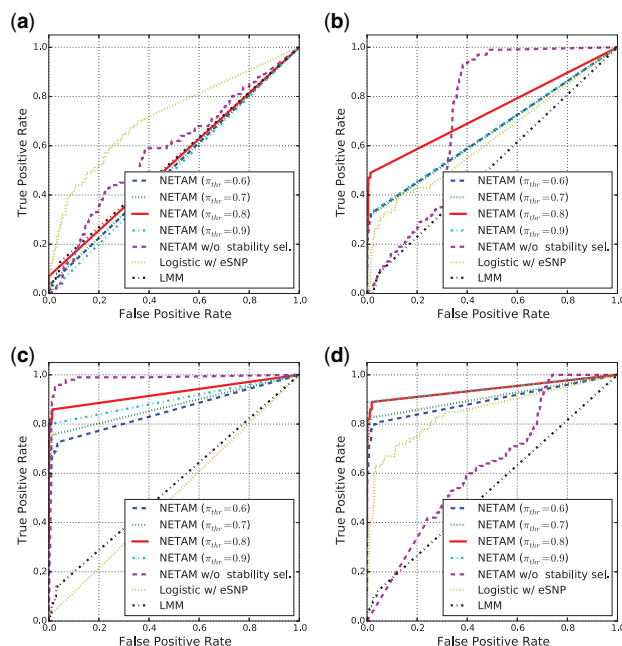 (a)
True Positive Rate
1.0
0.8
0.6
0.4
0.2
0.0
0.0 0.2 0.4 0.6 0.8 1.0
False Positive Rate
NETAM (π_thr=0.6)
NETAM (π_thr=0.7)
NETAM (π_thr=0.8)
NETAM (π_thr=0.9)
NETAM w/o stability sel.
Logistic w/ eSNP
LMM
(b)
True Positive Rate
1.0
0.8
0.6
0.4
0.2
0.0
0.0 0.2 0.4 0.6 0.8 1.0
False Positive Rate
NETAM (π_thr=0.6)
NETAM (π_thr=0.7)
NETAM (π_thr=0.8)
NETAM (π_thr=0.9)
NETAM w/o stability sel.
Logistic w/ eSNP
LMM
(c)
True Positive Rate
1.0
0.8
0.6
0.4
0.2
0.0
0.0 0.2 0.4 0.6 0.8 1.0
False Positive Rate
NETAM (π_thr=0.6)
NETAM (π_thr=0.7)
NETAM (π_thr=0.8)
NETAM (π_thr=0.9)
NETAM w/o stability sel.
Logistic w/ eSNP
LMM
(d)
True Positive Rate
1.0
0.8
0.6
0.4
0.2
0.0
0.0 0.2 0.4 0.6 0.8 1.0
False Positive Rate
NETAM (π_thr=0.6)
NETAM (π_thr=0.7)
NETAM (π_thr=0.8)
NETAM (π_thr=0.9)
NETAM w/o stability sel.
Logistic w/ eSNP
LMM